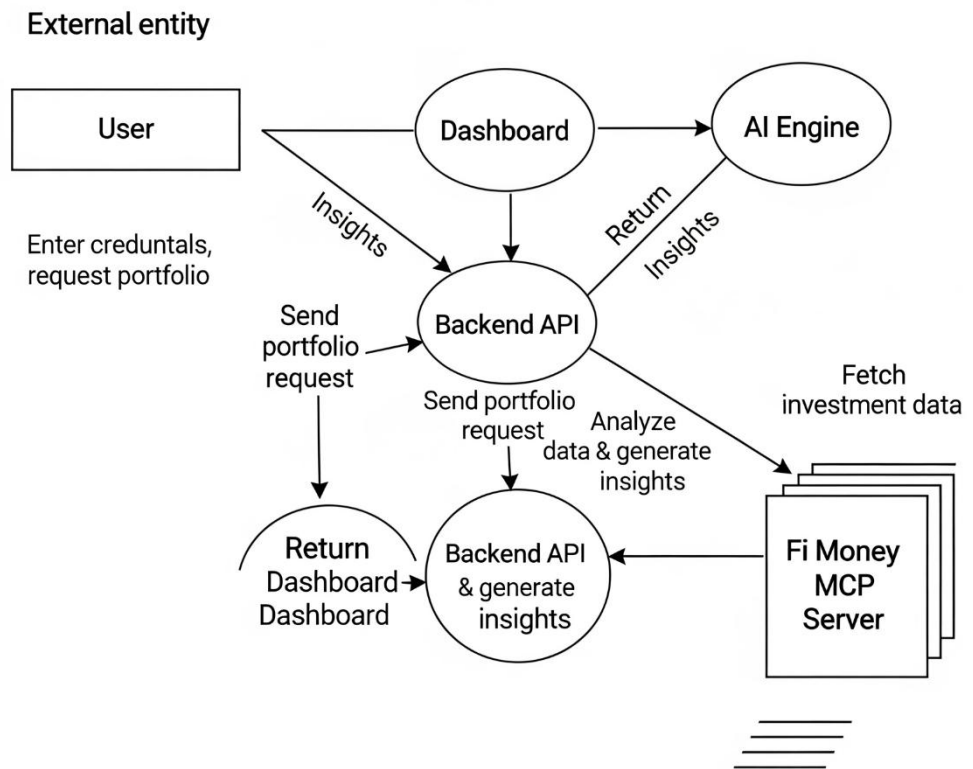 External entity
User
Dashboard
AI Engine
Insights
Return
Insights
Enter creduntals,
request portfolio
Backend API
Send
portfolio
request
Fetch
investment data
Send portfolio
request
Analyze
data & generate
insights
Return
Dashboard
Dashboard
Backend API
& generate
insights
Fi Money
MCP
Server